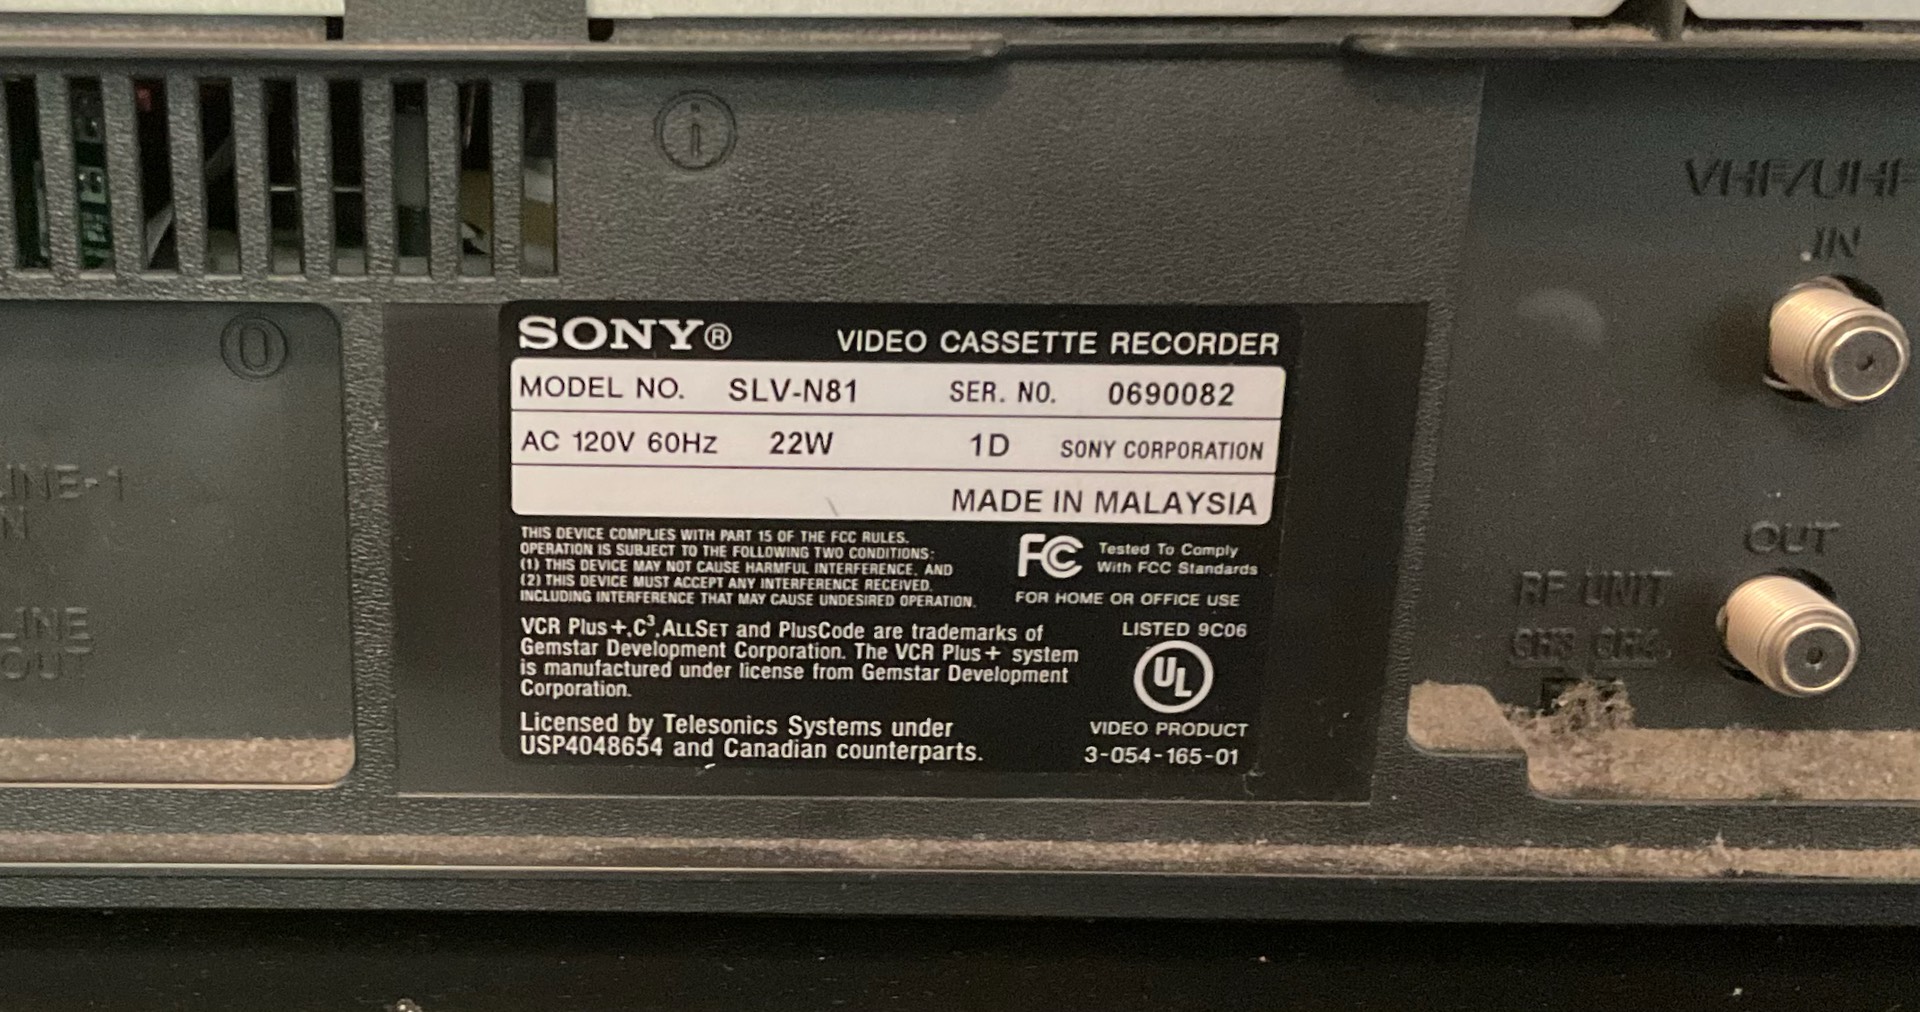 VHF/UHF
IN
SONY® VIDEO CASSETTE RECORDER
MODEL NO. SLV-N81 SER. NO. 0690082
AC 120V 60Hz 22W 1D SONY CORPORATION
MADE IN MALAYSIA
THIS DEVICE COMPLIES WITH PART 15 OF THE FCC RULES.
OPERATION IS SUBJECT TO THE FOLLOWING TWO CONDITIONS:
(1) THIS DEVICE MAY NOT CAUSE HARMFUL INTERFERENCE, AND
(2) THIS DEVICE MUST ACCEPT ANY INTERFERENCE RECEIVED,
INCLUDING INTERFERENCE THAT MAY CAUSE UNDESIRED OPERATION.
FC Tested To Comply
With FCC Standards
FOR HOME OR OFFICE USE
VCR Plus+,C³,ALLSET and PlusCode are trademarks of
Gemstar Development Corporation. The VCR Plus+ system
is manufactured under license from Gemstar Development
Corporation.
Licensed by Telesonics Systems under
USP4048654 and Canadian counterparts.
LISTED 9C06
UL
VIDEO PRODUCT
3-054-165-01
LINE-1
IN
LINE
OUT
OUT
RF UNIT
CH3 CH4